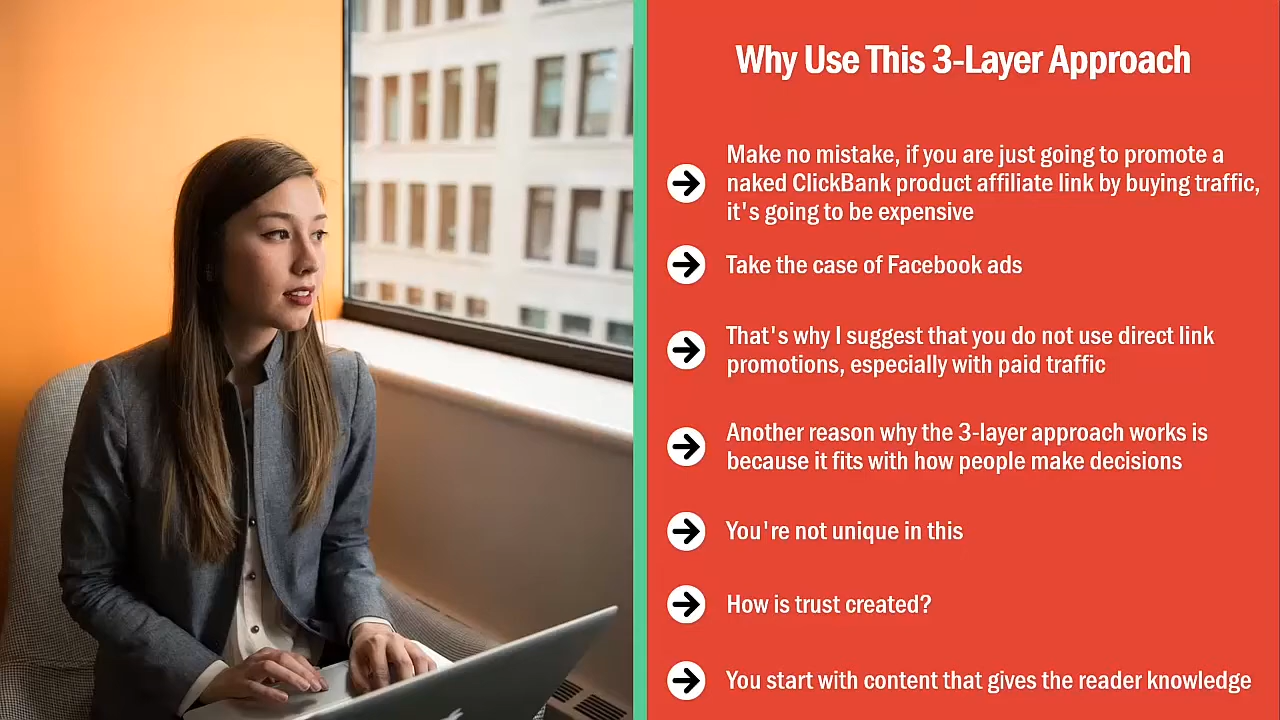 Why Use This 3-Layer Approach
Make no mistake, if you are just going to promote a
naked ClickBank product affiliate link by buying traffic,
it's going to be expensive
Take the case of Facebook ads
That's why I suggest that you do not use direct link
promotions, especially with paid traffic
Another reason why the 3-layer approach works is
because it fits with how people make decisions
You're not unique in this
How is trust created?
You start with content that gives the reader knowledge